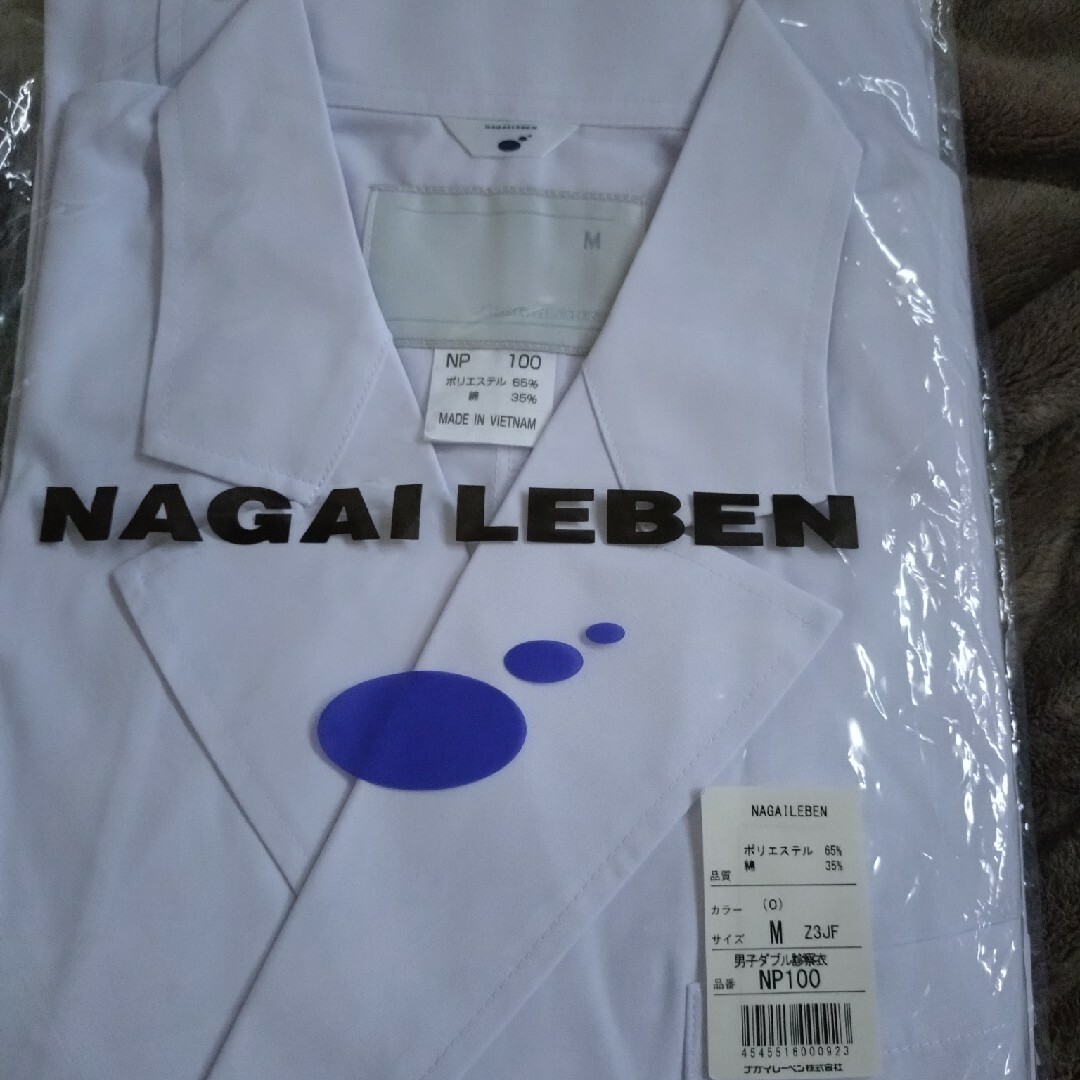 NAGAILEBEN
M
NP 100
ポリエステル 65%
綿 35%
MADE IN VIETNAM
NAGAI LEBEN
NAGAILEBEN
ポリエステル 65%
綿 35%
品質
カラー (0)
サイズ M Z3JF
男子ダブル診察衣
品番 NP100
4545516000923
ナガイレーベン株式会社